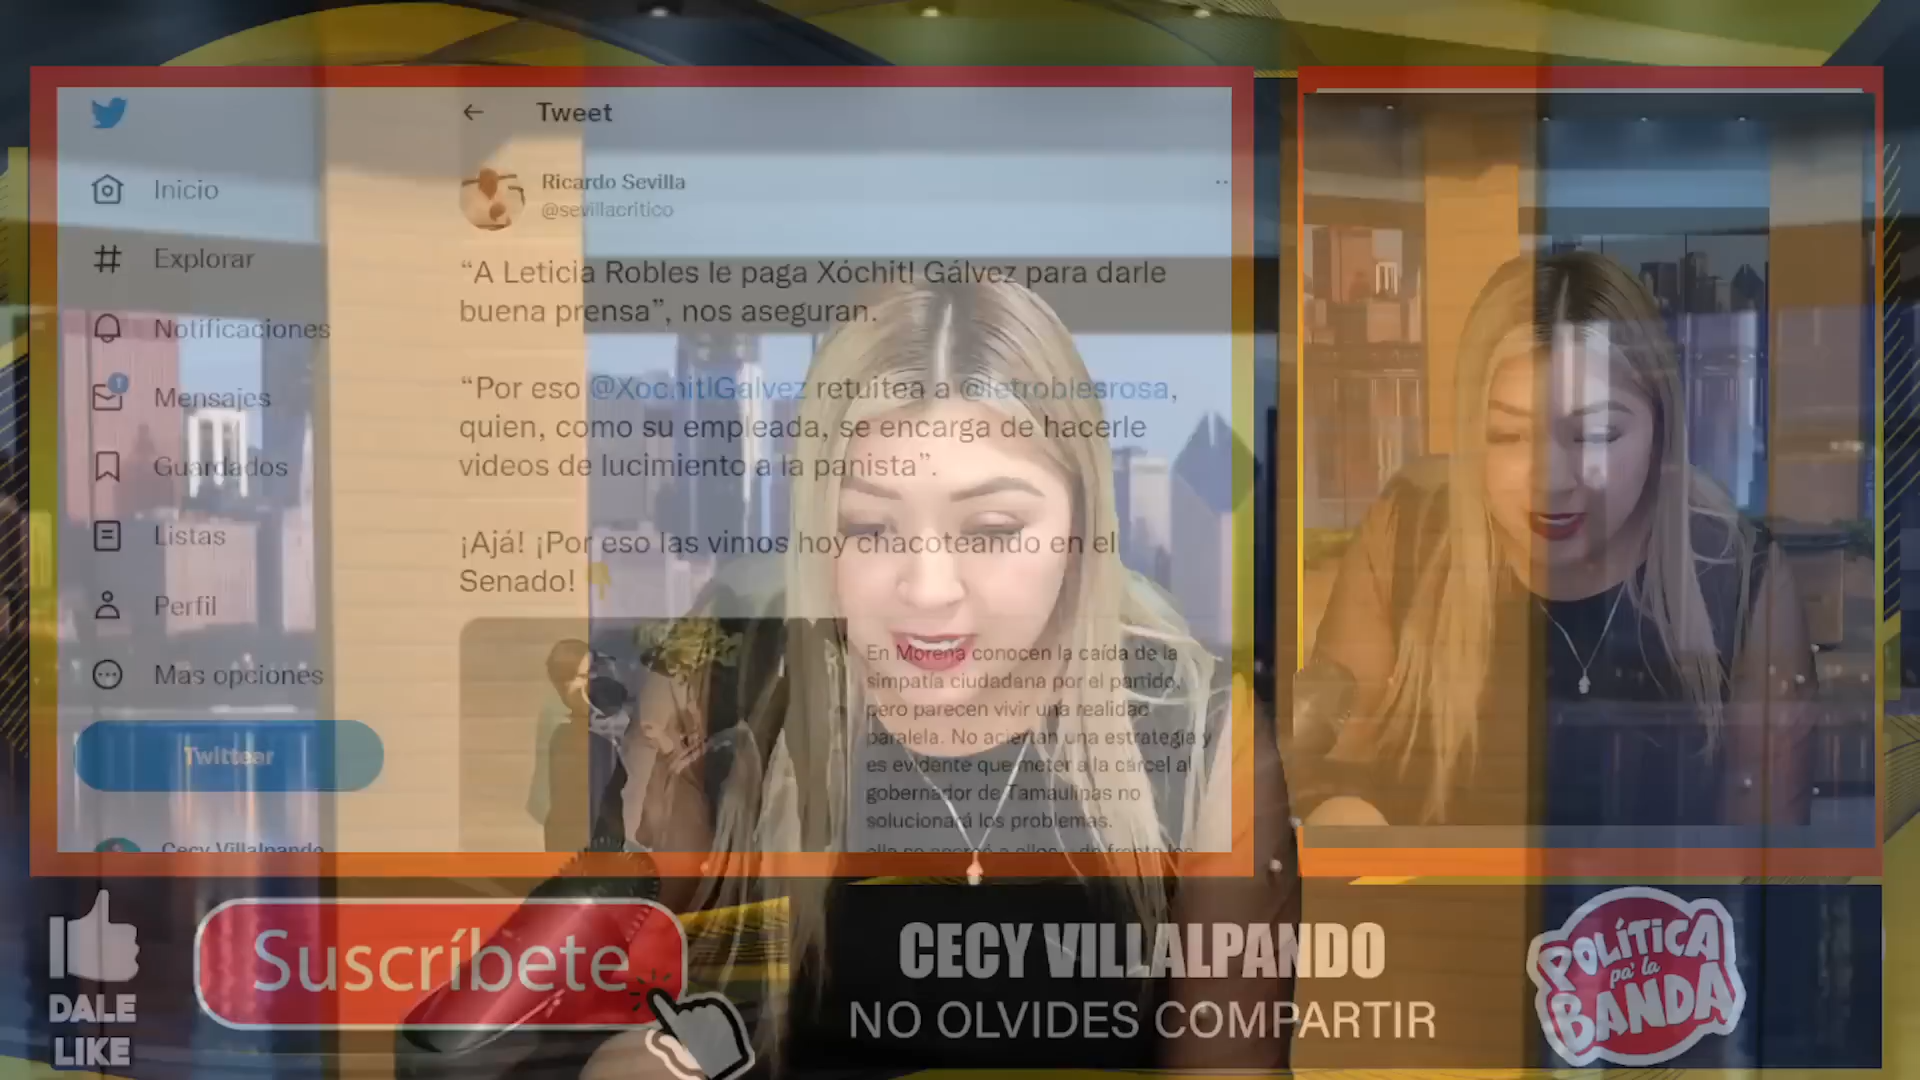 Tweet
Inicio
Explorar
Notificaciones
1
Mensajes
Guardados
Listas
Perfil
Mas opciones
Twittear
Cecy Villalpando
Ricardo Sevilla
@sevillacritico
“A Leticia Robles le paga Xóchitl Gálvez para darle
buena prensa”, nos aseguran.
“Por eso @XochitlGalvez retuitea a @letroblesrosa,
quien, como su empleada, se encarga de hacerle
videos de lucimiento a la panista”.
¡Ajá! ¡Por eso las vimos hoy chacoteando en el
Senado! 👇
En Morena conocen la caída de la
simpatía ciudadana por el partido,
pero parecen vivir una realidad
paralela. No aciertan una estrategia y
es evidente que meter a la cárcel al
gobernador de Tamaulipas no
solucionará los problemas.
DALE
LIKE
Suscríbete
CECY VILLALPANDO
NO OLVIDES COMPARTIR
POLÍTICA
pa' la
BANDA